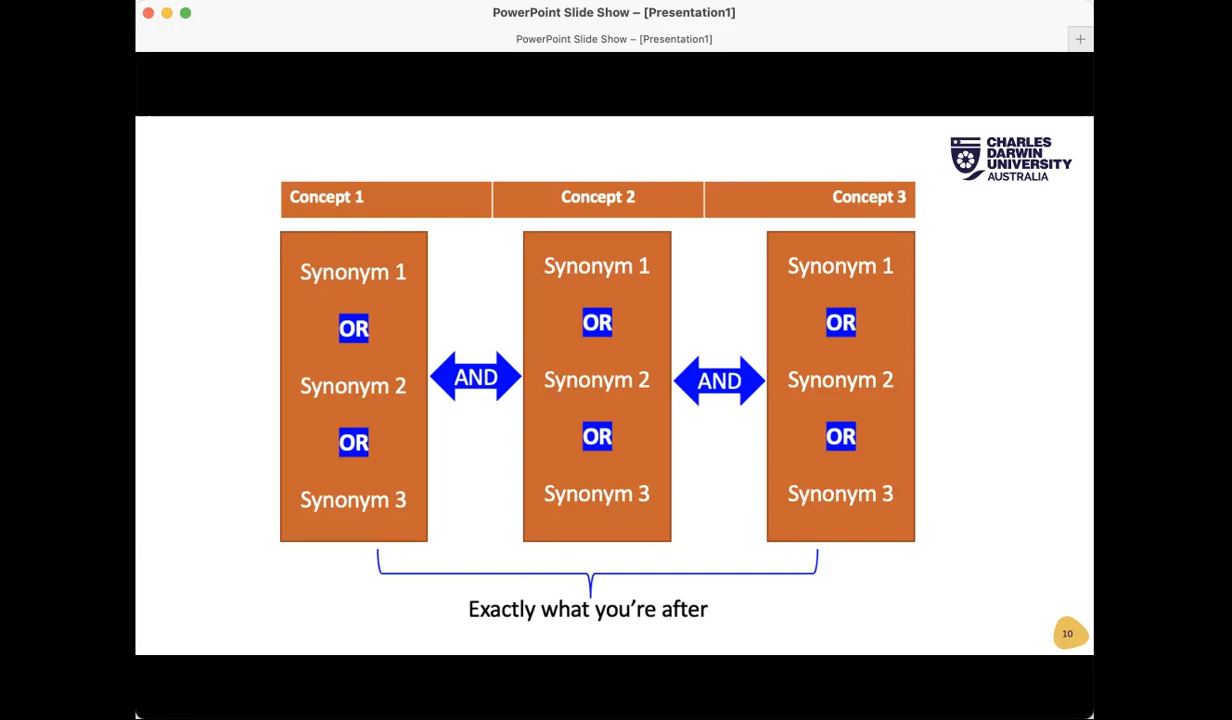 PowerPoint Slide Show – [Presentation1]
PowerPoint Slide Show – [Presentation1]
CHARLES
DARWIN
UNIVERSITY
AUSTRALIA
Concept 1
Concept 2
Concept 3
Synonym 1
OR
Synonym 2
OR
Synonym 3
AND
Synonym 1
OR
Synonym 2
OR
Synonym 3
AND
Synonym 1
OR
Synonym 2
OR
Synonym 3
Exactly what you're after
10